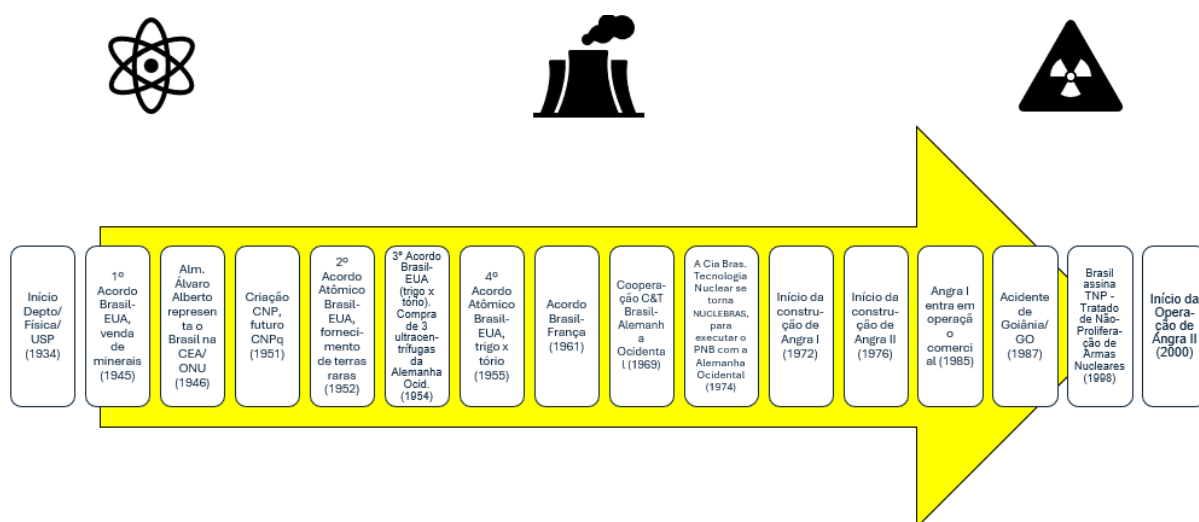 Início
Depto/
Física/
USP
(1934)
1º
Acordo
Brasil-
EUA,
venda
de
minerais
(1945)
Alm.
Álvaro
Alberto
represen
ta o
Brasil na
CEA/
ONU
(1946)
Criação
CNP,
futuro
CNPq
(1951)
2º
Acordo
Atômico
Brasil-
EUA,
forneci-
mento
de terras
raras
(1952)
3º Acordo
Brasil-
EUA
(trigo x
tório).
Compra
de 3
ultracen-
trífugas
da
Alemanha
Ocid.
(1954)
4º
Acordo
Atômico
Brasil-
EUA,
trigo x
tório
(1955)
Acordo
Brasil-
França
(1961)
Coopera-
ção C&T
Brasil-
Alemanh
a
Ocidenta
l (1969)
A Cia Bras.
Tecnologia
Nuclear se
torna
NUCLEBRAS,
para
executar o
PNB com a
Alemanha
Ocidental
(1974)
Início da
constru-
ção de
Angra I
(1972)
Início da
constru-
ção de
Angra II
(1976)
Angra I
entra em
operaçã
o
comerci
al (1985)
Acidente
de
Goiânia/
GO
(1987)
Brasil
assina
TNP -
Tratado
de Não-
Prolifera-
ção de
Armas
Nucleares
(1998)
Início da
Opera-
ção de
Angra II
(2000)